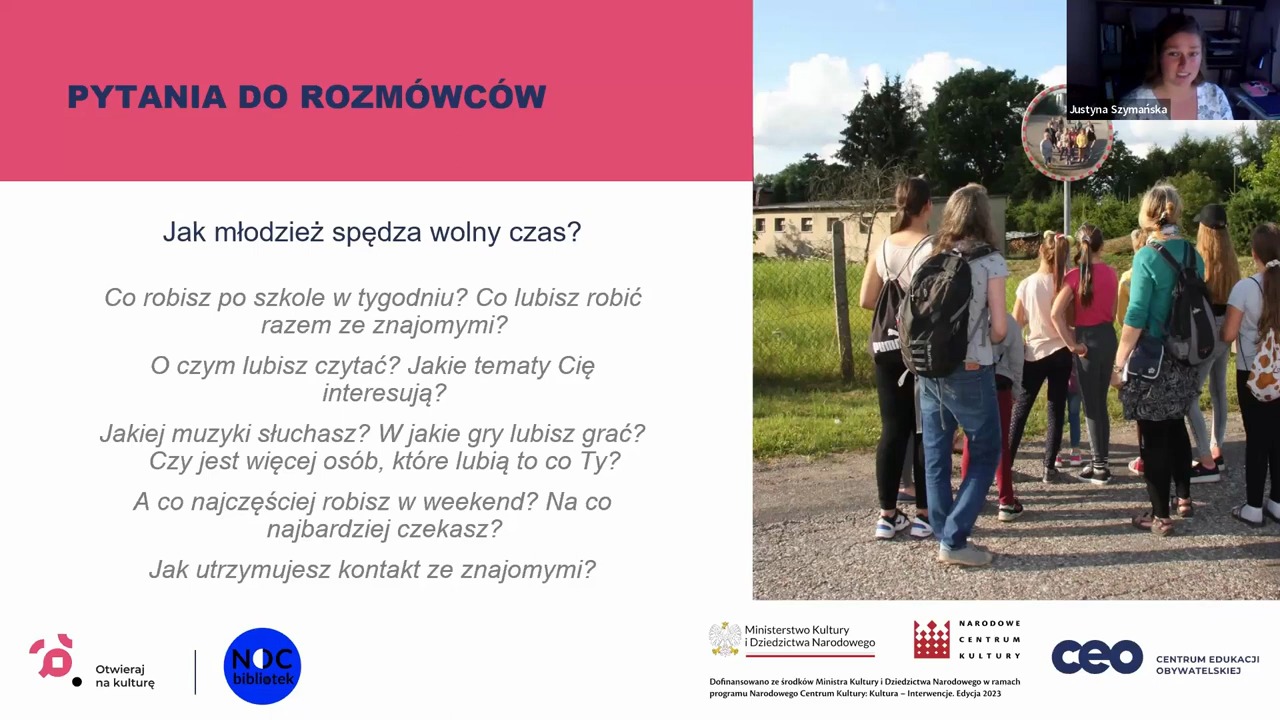 PYTANIA DO ROZMÓWCÓW
Justyna Szymańska
Jak młodzież spędza wolny czas?
Co robisz po szkole w tygodniu? Co lubisz robić
razem ze znajomymi?
O czym lubisz czytać? Jakie tematy Cię
interesują?
Jakiej muzyki słuchasz? W jakie gry lubisz grać?
Czy jest więcej osób, które lubią to co Ty?
A co najczęściej robisz w weekend? Na co
najbardziej czekasz?
Jak utrzymujesz kontakt ze znajomymi?
PUMA
Otwieraj
na kulturę
NOC
bibliotek
Ministerstwo Kultury
i Dziedzictwa Narodowego
NARODOWE
CENTRUM
KULTURY
Dofinansowano ze środków Ministra Kultury i Dziedzictwa Narodowego w ramach
programu Narodowego Centrum Kultury: Kultura – Interwencje. Edycja 2023
ceo
CENTRUM EDUKACJI
OBYWATELSKIEJ